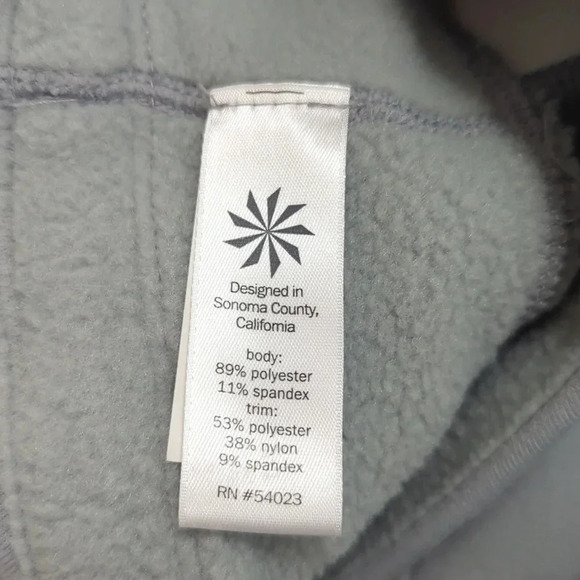 Designed in
Sonoma County,
California
body:
89% polyester
11% spandex
trim:
53% polyester
38% nylon
9% spandex
RN #54023